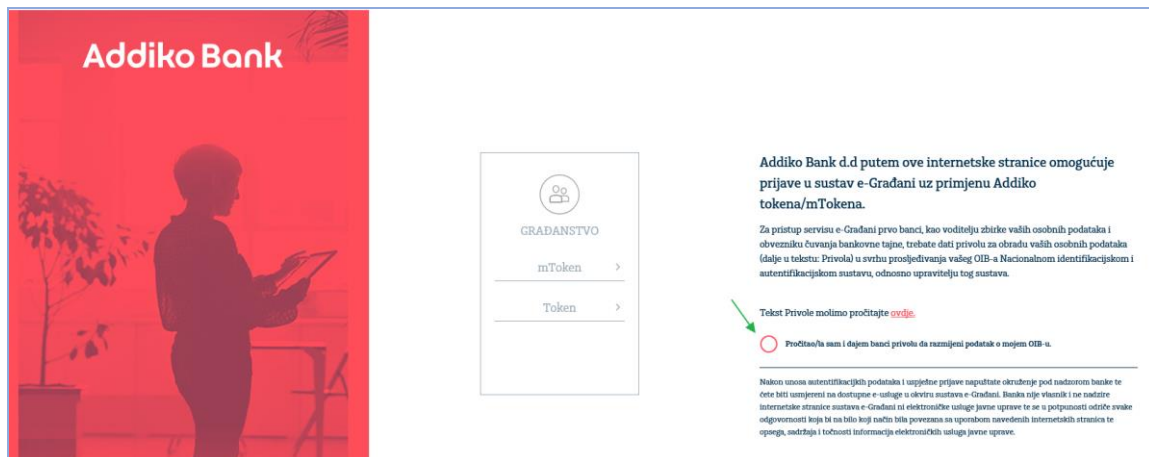 Addiko Bank
GRAĐANSTVO
mToken
Token
Addiko Bank d.d putem ove internetske stranice omogućuje
prijave u sustav e-Građani uz primjenu Addiko
tokena/mTokena.
Za pristup servisu e-Građani prvo banci, kao voditelju zbirke vaših osobnih podataka i
obvezniku čuvanja bankovne tajne, trebate dati privolu za obradu vaših osobnih podataka
(dalje u tekstu: Privola) u svrhu prosljeđivanja vašeg OIB-a Nacionalnom identifikacijskom i
autentifikacijskom sustavu, odnosno upravitelju tog sustava.
Tekst Privole molimo pročitajte ovdje.
Pročitao/la sam i dajem banci privolu da razmijeni podatak o mojem OIB-u.
Nakon unosa autentifikacijkih podataka i uspješne prijave napuštate okruženje pod nadzorom banke te
ćete biti usmjereni na dostupne e-usluge u okviru sustava e-Građani. Banka nije vlasnik i ne nadzire
internetske stranice sustava e-Građani ni elektroničke usluge javne uprave te se u potpunosti odriče svake
odgovornosti koja bi na bilo koji način bila povezana sa uporabom navedenih internetskih stranica te
opsega, sadržaja i točnosti informacija elektroničkih usluga javne uprave.